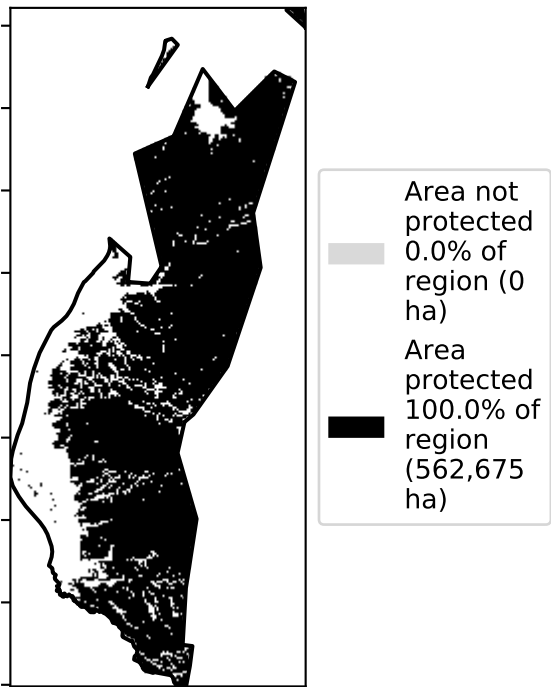 Area not
protected
0.0% of
region (0
ha)
Area
protected
100.0% of
region
(562,675
ha)